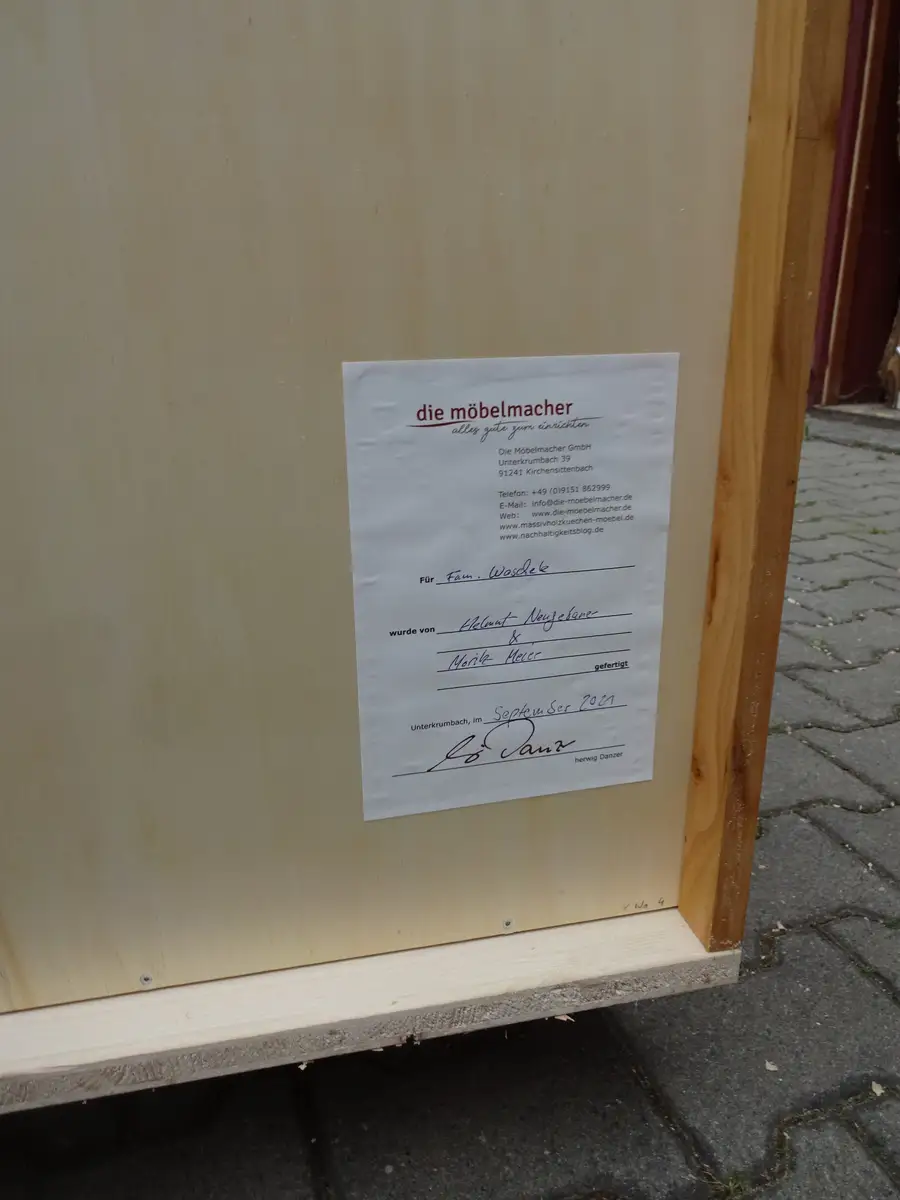 die möbelmacher
alles gute zum einrichten
Die Möbelmacher GmbH
Unterkrumbach 39
91241 Kirchensittenbach
Telefon: +49 (0)9151 862999
E-Mail: info@die-moebelmacher.de
Web: www.die-moebelmacher.de
www.massivholzkuechen-moebel.de
www.nachhaltigkeitsblog.de
Für Fam.
wurde von Helmut Neugebauer
&
Moritz Meier
gefertigt
Unterkrumbach, im September 2021
Danzer
herwig Danzer